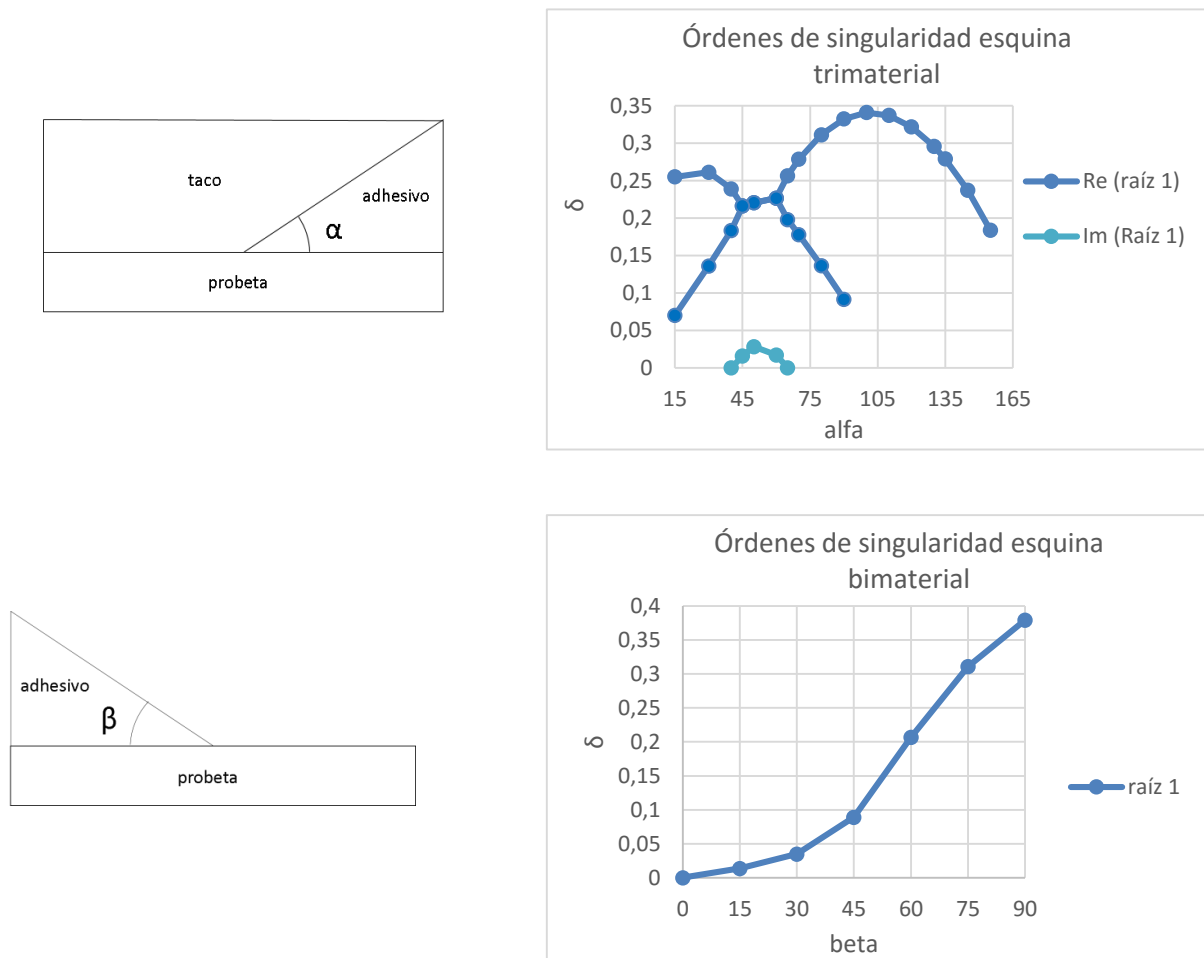 taco
adhesivo
α
probeta
Órdenes de singularidad esquina
trimaterial
0,35
0,3
0,25
0,2
0,15
0,1
0,05
0
δ
15 45 75 105 135 165
alfa
Re (raíz 1)
Im (Raíz 1)
adhesivo
β
probeta
Órdenes de singularidad esquina
bimaterial
0,4
0,35
0,3
0,25
0,2
0,15
0,1
0,05
0
δ
0 15 30 45 60 75 90
beta
raíz 1